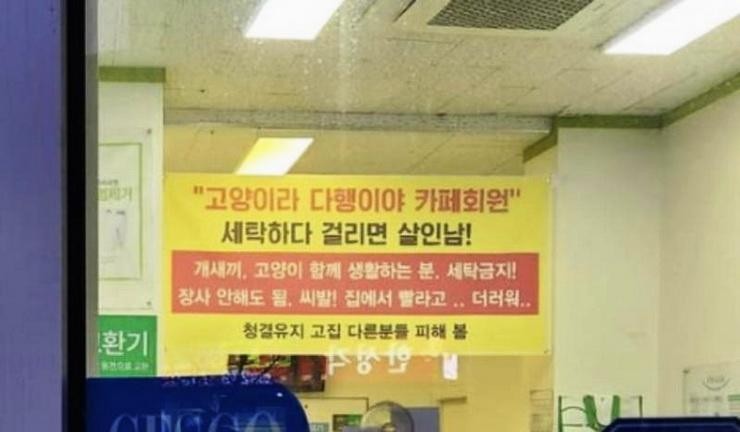 "고양이라 다행이야 카페회원"
세탁하다 걸리면 살인남!
개새끼, 고양이 함께 생활하는 분, 세탁금지!
장사 안해도 됨, 씨발! 집에서 빨라고 .. 더러워..
청결유지 고집 다른분들 피해 봄
환기